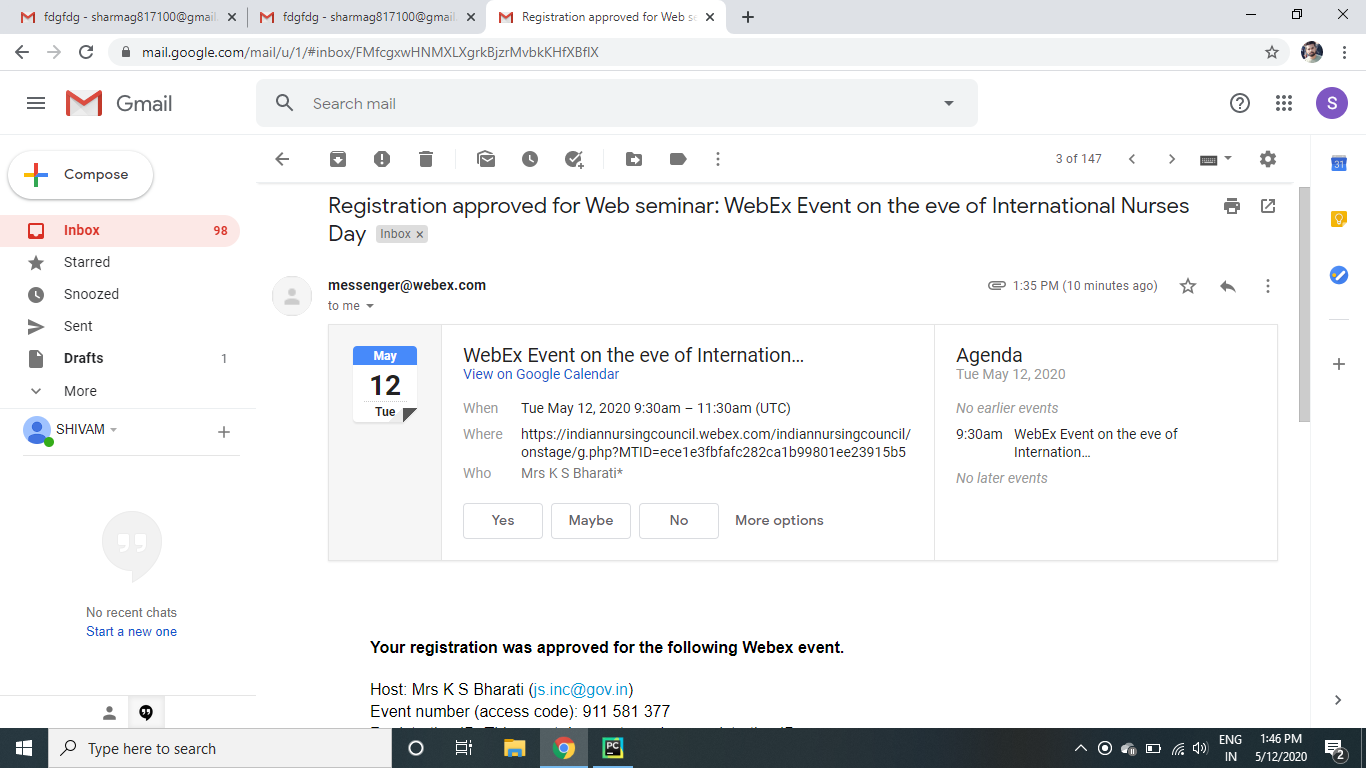 fdgfdg - sharmag817100@gmail.
fdgfdg - sharmag817100@gmail.
Registration approved for Web se
mail.google.com/mail/u/1/#inbox/FMfcgxwHNMXLXgrkBjzrMvbkKHfXBflX
Gmail
Search mail
S
Compose
3 of 147
31
Registration approved for Web seminar: WebEx Event on the eve of International Nurses
Day Inbox x
Inbox 98
Starred
Snoozed
Sent
Drafts 1
More
SHIVAM
No recent chats
Start a new one
messenger@webex.com
1:35 PM (10 minutes ago)
to me
May
12
Tue
WebEx Event on the eve of Internation...
View on Google Calendar
When Tue May 12, 2020 9:30am – 11:30am (UTC)
Where https://indiannursingcouncil.webex.com/indiannursingcouncil/
onstage/g.php?MTID=ece1e3fbfafc282ca1b99801ee23915b5
Who Mrs K S Bharati*
Yes Maybe No More options
Agenda
Tue May 12, 2020
No earlier events
9:30am WebEx Event on the eve of
Internation...
No later events
Your registration was approved for the following Webex event.
Host: Mrs K S Bharati (js.inc@gov.in)
Event number (access code): 911 581 377
Type here to search
PC
ENG
IN
1:46 PM
5/12/2020
2